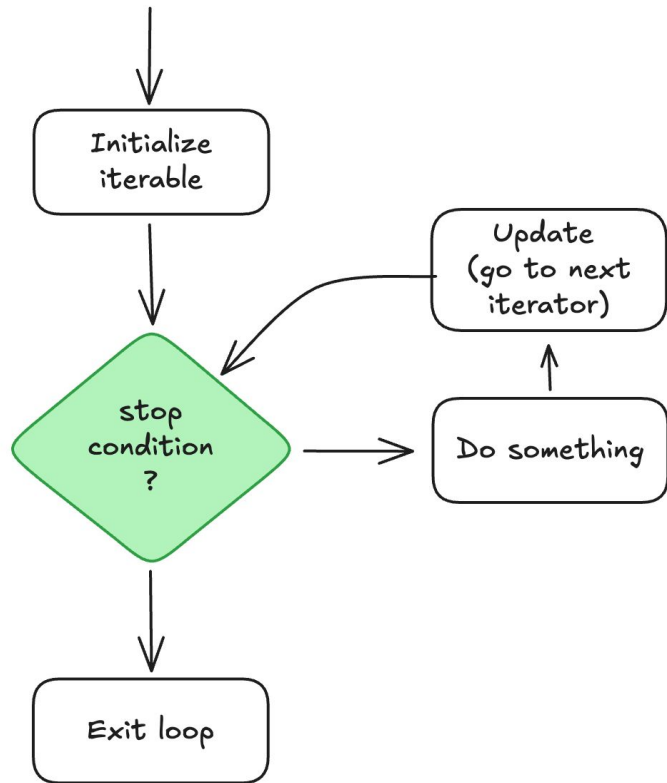 Initialize
iterable
Update
(go to next
iterator)
stop
condition
?
Do something
Exit loop